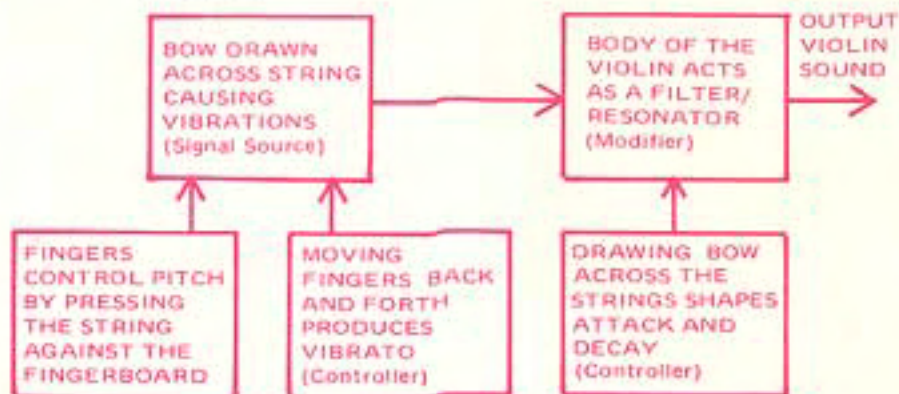 BOW DRAWN
ACROSS STRING
CAUSING
VIBRATIONS
(Signal Source)
BODY OF THE
VIOLIN ACTS
AS A FILTER/
RESONATOR
(Modifier)
OUTPUT
VIOLIN
SOUND
FINGERS
CONTROL PITCH
BY PRESSING
THE STRING
AGAINST THE
FINGERBOARD
MOVING
FINGERS BACK
AND FORTH
PRODUCES
VIBRATO
(Controller)
DRAWING BOW
ACROSS THE
STRINGS SHAPES
ATTACK AND
DECAY
(Controller)